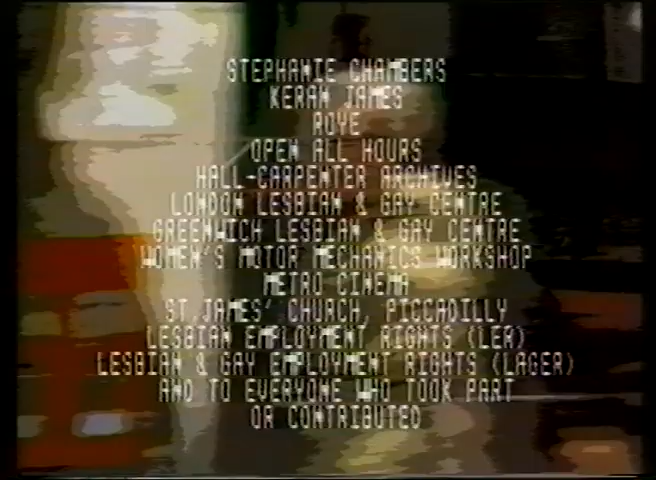 STEPHANIE CHAMBERS
KERAN JAMES
ROYE
OPEN ALL HOURS
HALL-CARPENTER ARCHIVES
LONDON LESBIAN & GAY CENTRE
GREENWICH LESBIAN & GAY CENTRE
WOMEN'S MOTOR MECHANICS WORKSHOP
METRO CINEMA
ST.JAMES' CHURCH, PICCADILLY
LESBIAN EMPLOYMENT RIGHTS (LER)
LESBIAN & GAY EMPLOYMENT RIGHTS (LAGER)
AND TO EVERYONE WHO TOOK PART
OR CONTRIBUTED